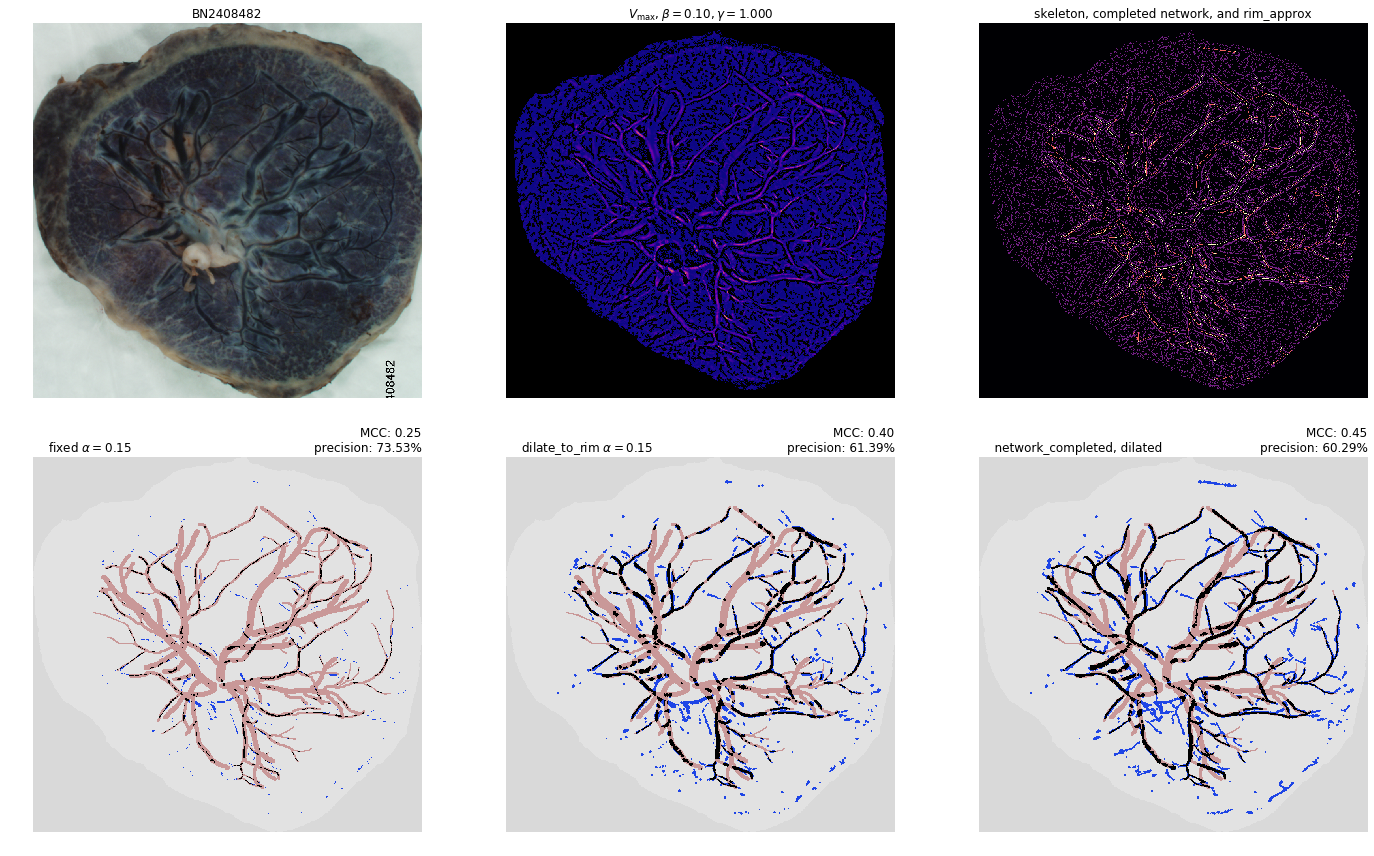 BN2408482
V_max, β = 0.10, γ = 1.000
skeleton, completed network, and rim_approx
408482
MCC: 0.25
fixed α = 0.15 precision: 73.53%
MCC: 0.40
dilate_to_rim α = 0.15 precision: 61.39%
MCC: 0.45
network_completed, dilated precision: 60.29%